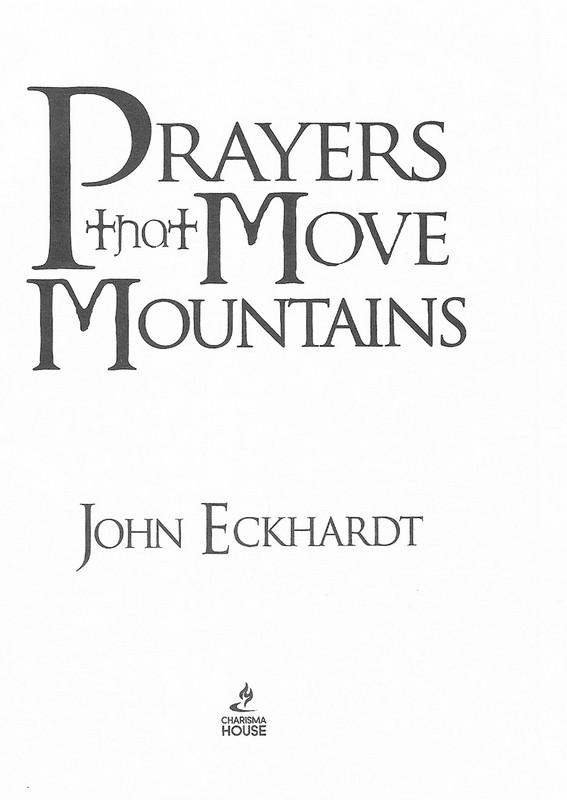 PRAYERS
that MOVE
MOUNTAINS
JOHN ECKHARDT
CHARISMA
HOUSE